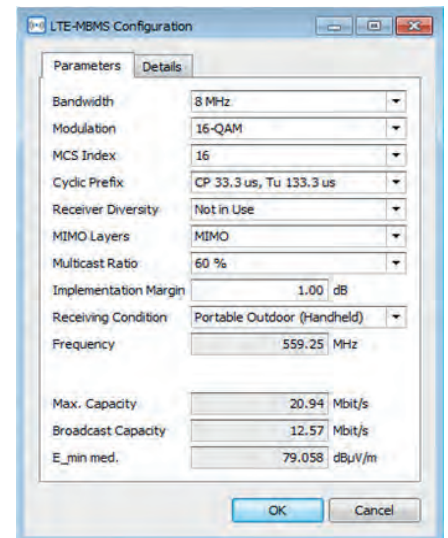 LTE-MBMS Configuration
Parameters Details
Bandwidth 8 MHz
Modulation 16-QAM
MCS Index 16
Cyclic Prefix CP 33.3 us, Tu 133.3 us
Receiver Diversity Not in Use
MIMO Layers MIMO
Multicast Ratio 60 %
Implementation Margin 1.00 dB
Receiving Condition Portable Outdoor (Handheld)
Frequency 559.25 MHz
Max. Capacity 20.94 Mbit/s
Broadcast Capacity 12.57 Mbit/s
E_min med. 79.058 dBµV/m
OK Cancel